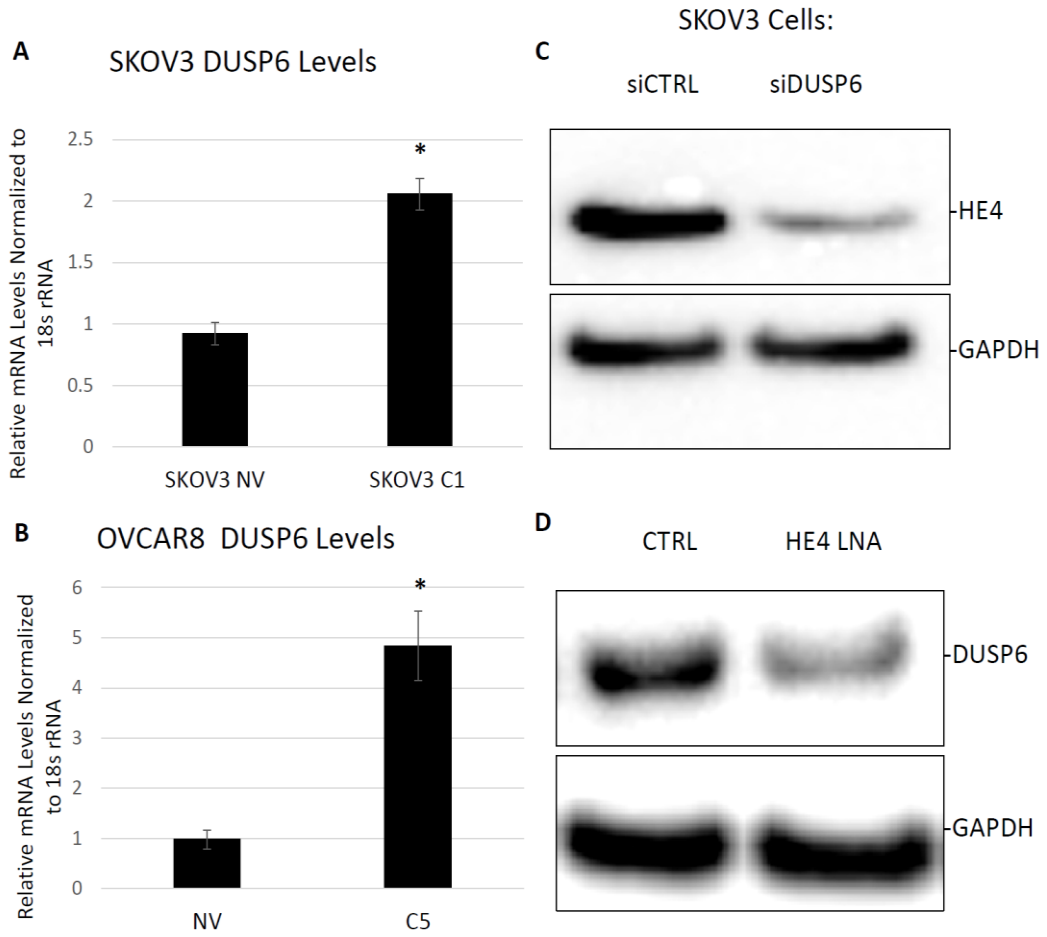 A
SKOV3 DUSP6 Levels
Relative mRNA Levels Normalized to
18s rRNA
2.5
2
1.5
1
0.5
0
*
SKOV3 NV
SKOV3 C1
B
OVCAR8 DUSP6 Levels
Relative mRNA Levels Normalized
to 18s rRNA
6
5
4
3
2
1
0
*
NV
C5
SKOV3 Cells:
C
siCTRL
siDUSP6
-HE4
-GAPDH
D
CTRL
HE4 LNA
-DUSP6
-GAPDH